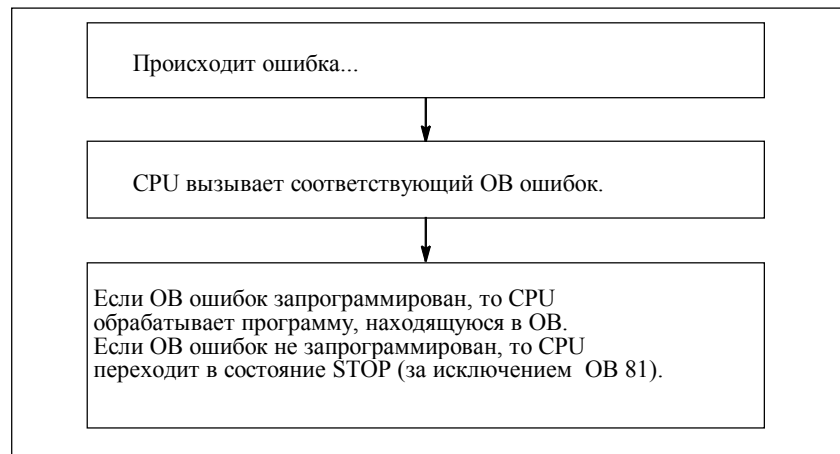 Происходит ошибка...
CPU вызывает соответствующий OB ошибок.
Если OB ошибок запрограммирован, то CPU
обрабатывает программу, находящуюся в OB.
Если OB ошибок не запрограммирован, то CPU
переходит в состояние STOP (за исключением OB 81).